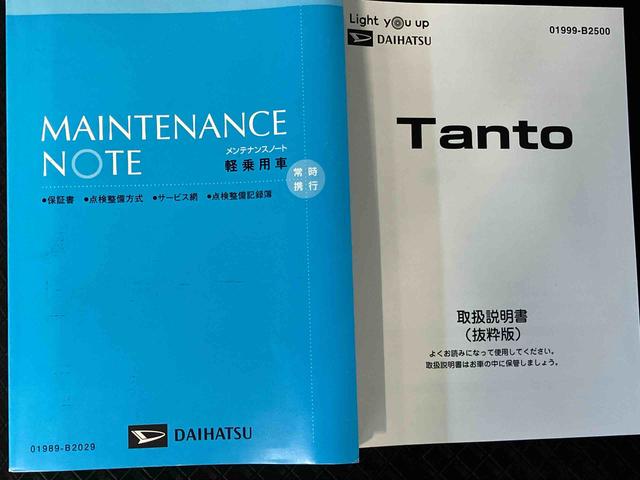 MAINTENANCE
NOTE
メンテナンスノート
軽乗用車
常時
携行
●保証書 ●点検整備方式 ●サービス網 ●点検整備記録簿
DAIHATSU
01989-B2029
Light you up
DAIHATSU
01999-B2500
Tanto
取扱説明書
（抜粋版）
よくお読みになって使用してください。
取扱説明書はお車の中に保管しましょう。